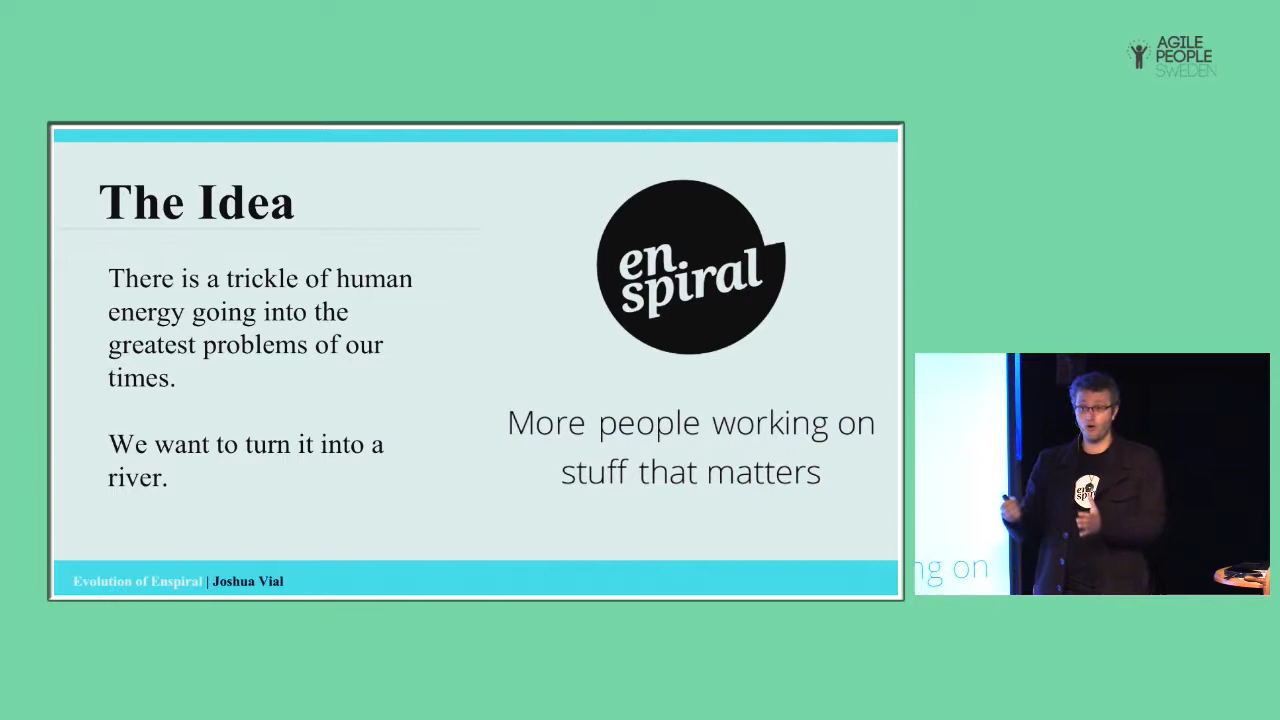 AGILE
PEOPLE
SWEDEN
The Idea
There is a trickle of human
energy going into the
greatest problems of our
times.
We want to turn it into a
river.
en
spiral
More people working on
stuff that matters
Evolution of Enspiral | Joshua Vial
ng on